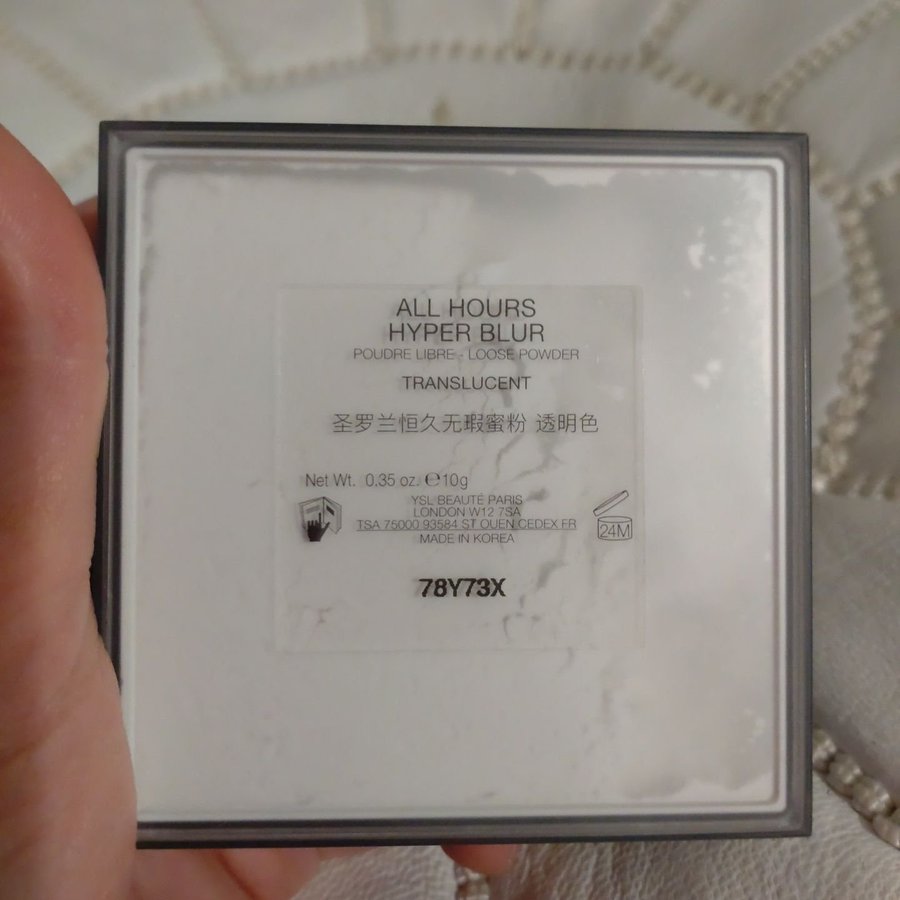 ALL HOURS
HYPER BLUR
POUDRE LIBRE - LOOSE POWDER
TRANSLUCENT
圣罗兰恒久无瑕蜜粉 透明色
Net Wt. 0.35 oz. ℮10g
YSL BEAUTÉ PARIS
LONDON W12 7SA
TSA 75000 93584 ST OUEN CEDEX FR
MADE IN KOREA
24M
78Y73X